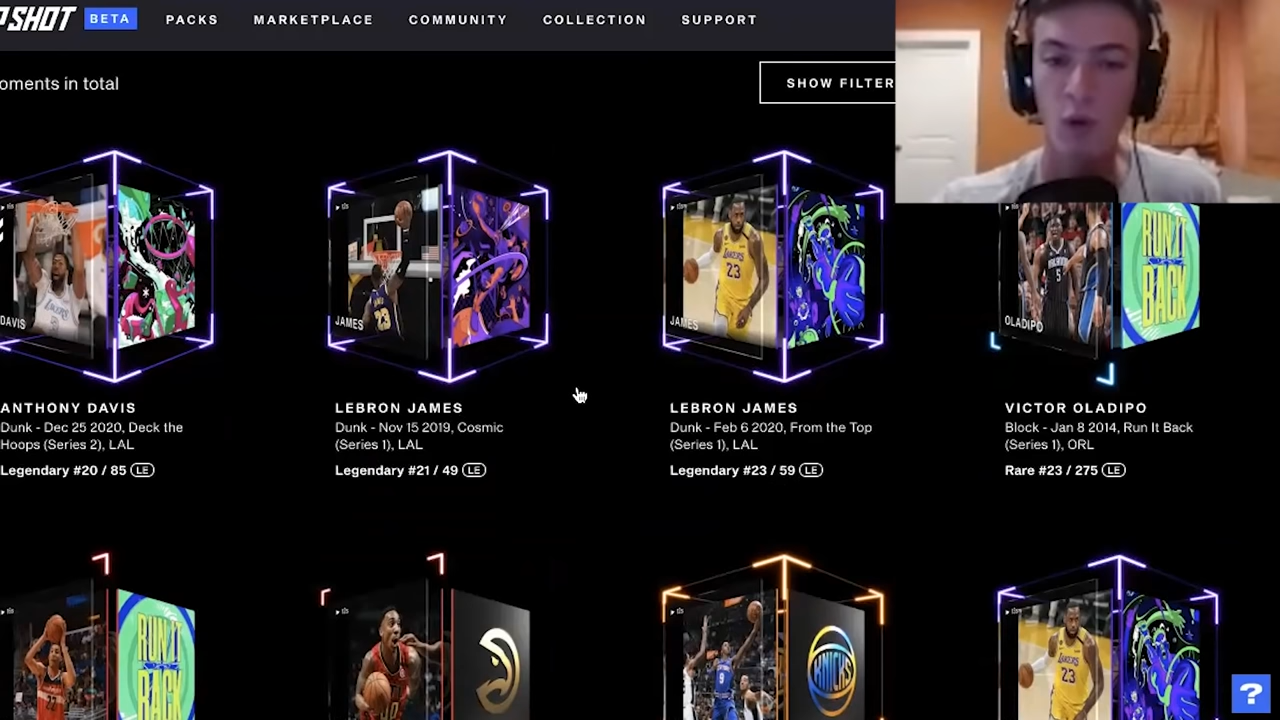 PSHOT BETA PACKS MARKETPLACE COMMUNITY COLLECTION SUPPORT
oments in total
SHOW FILTER
DAVIS
JAMES
JAMES
OLADIPO
RUN IT
BACK
ANTHONY DAVIS
Dunk - Dec 25 2020, Deck the
Hoops (Series 2), LAL
Legendary #20 / 85 LE
LEBRON JAMES
Dunk - Nov 15 2019, Cosmic
(Series 1), LAL
Legendary #21 / 49 LE
LEBRON JAMES
Dunk - Feb 6 2020, From the Top
(Series 1), LAL
Legendary #23 / 59 LE
VICTOR OLADIPO
Block - Jan 8 2014, Run It Back
(Series 1), ORL
Rare #23 / 275 LE
RUN IT
BACK
KNICKS
?